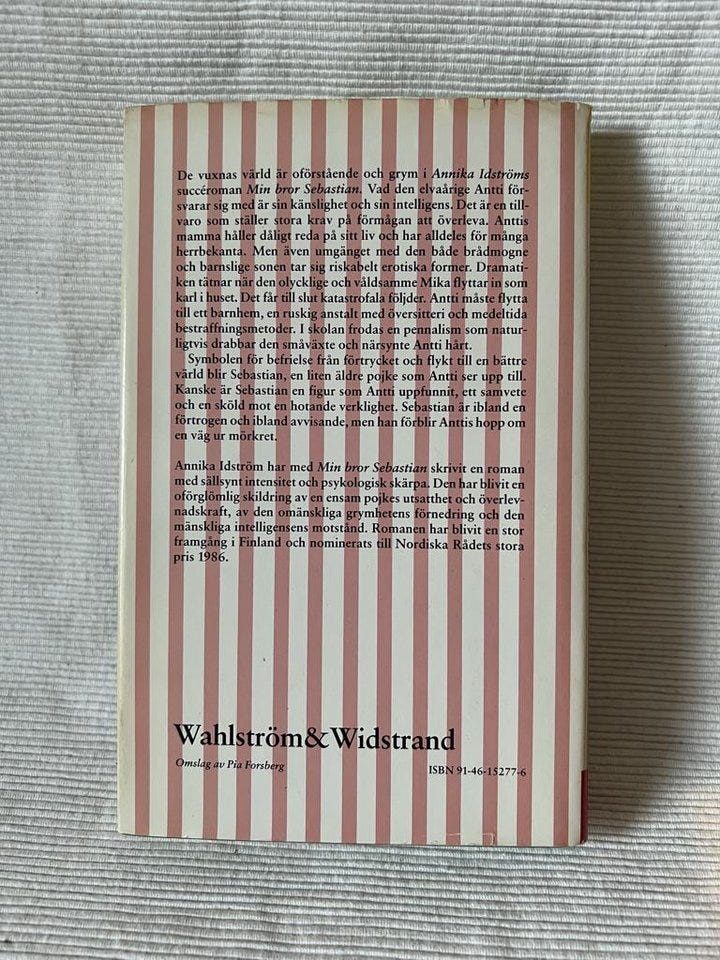 De vuxnas värld är oförstående och grym i Annika Idströms
succéroman Min bror Sebastian. Vad den elvaårige Antti för-
svarar sig med är sin känslighet och sin intelligens. Det är en till-
varo som ställer stora krav på förmågan att överleva. Anttis
mamma håller dåligt reda på sitt liv och har alldeles för många
herrbekanta. Men även umgänget med den både brådmogne
och barnslige sonen tar sig riskabelt erotiska former. Dramati-
ken tätnar när den olycklige och våldsamme Mika flyttar in som
karl i huset. Det får till slut katastrofala följder. Antti måste flytta
till ett barnhem, en ruskig anstalt med översitteri och medeltida
bestraffningsmetoder. I skolan frodas en pennalism som natur-
ligtvis drabbar den småväxte och närsynte Antti hårt.
Symbolen för befrielse från förtrycket och flykt till en bättre
värld blir Sebastian, en liten äldre pojke som Antti ser upp till.
Kanske är Sebastian en figur som Antti uppfunnit, ett samvete
och en sköld mot en hotande verklighet. Sebastian är ibland en
förtrogen och ibland avvisande, men han förblir Anttis hopp om
en väg ur mörkret.
Annika Idström har med Min bror Sebastian skrivit en roman
med sällsynt intensitet och psykologisk skärpa. Den har blivit en
oförglömlig skildring av en ensam pojkes utsatthet och överlev-
nadskraft, av den omänskliga grymhetens förnedring och den
mänskliga intelligensens motstånd. Romanen har blivit en stor
framgång i Finland och nominerats till Nordiska Rådets stora
pris 1986.
Wahlström&Widstrand
Omslag av Pia Forsberg
ISBN 91-46-15277-6